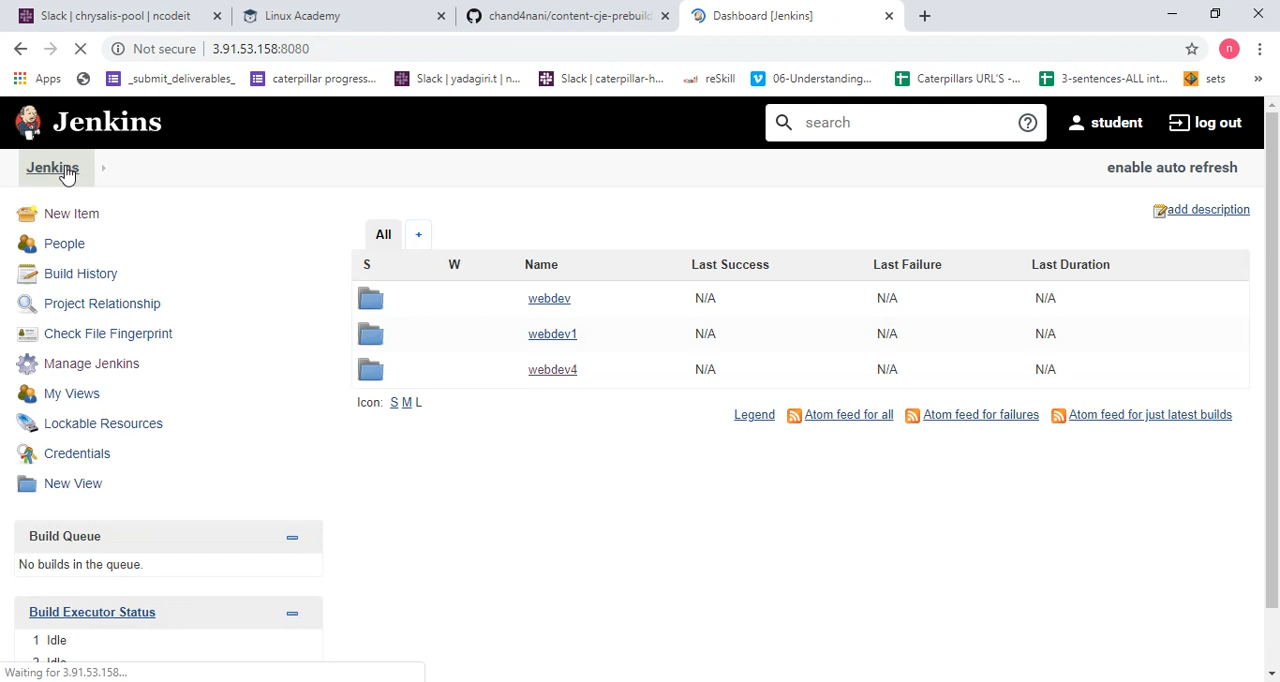 Slack | chrysalis-pool | ncodeit
Linux Academy
chand4nani/content-cje-prebuild
Dashboard [Jenkins]
Not secure
3.91.53.158:8080
n
Apps
_submit_deliverables_
caterpillar progress...
Slack | yadagiri.t | n...
Slack | caterpillar-h...
reSkill
06-Understanding...
Caterpillars URL'S -...
3-sentences-ALL int...
sets
»
Jenkins
search
student
log out
Jenkins
enable auto refresh
New Item
People
Build History
Project Relationship
Check File Fingerprint
Manage Jenkins
My Views
Lockable Resources
Credentials
New View
add description
All
+
S W Name Last Success Last Failure Last Duration
webdev N/A N/A N/A
webdev1 N/A N/A N/A
webdev4 N/A N/A N/A
Icon: S M L
Legend Atom feed for all Atom feed for failures Atom feed for just latest builds
Build Queue
No builds in the queue.
Build Executor Status
1 Idle
2 Idle
Waiting for 3.91.53.158...